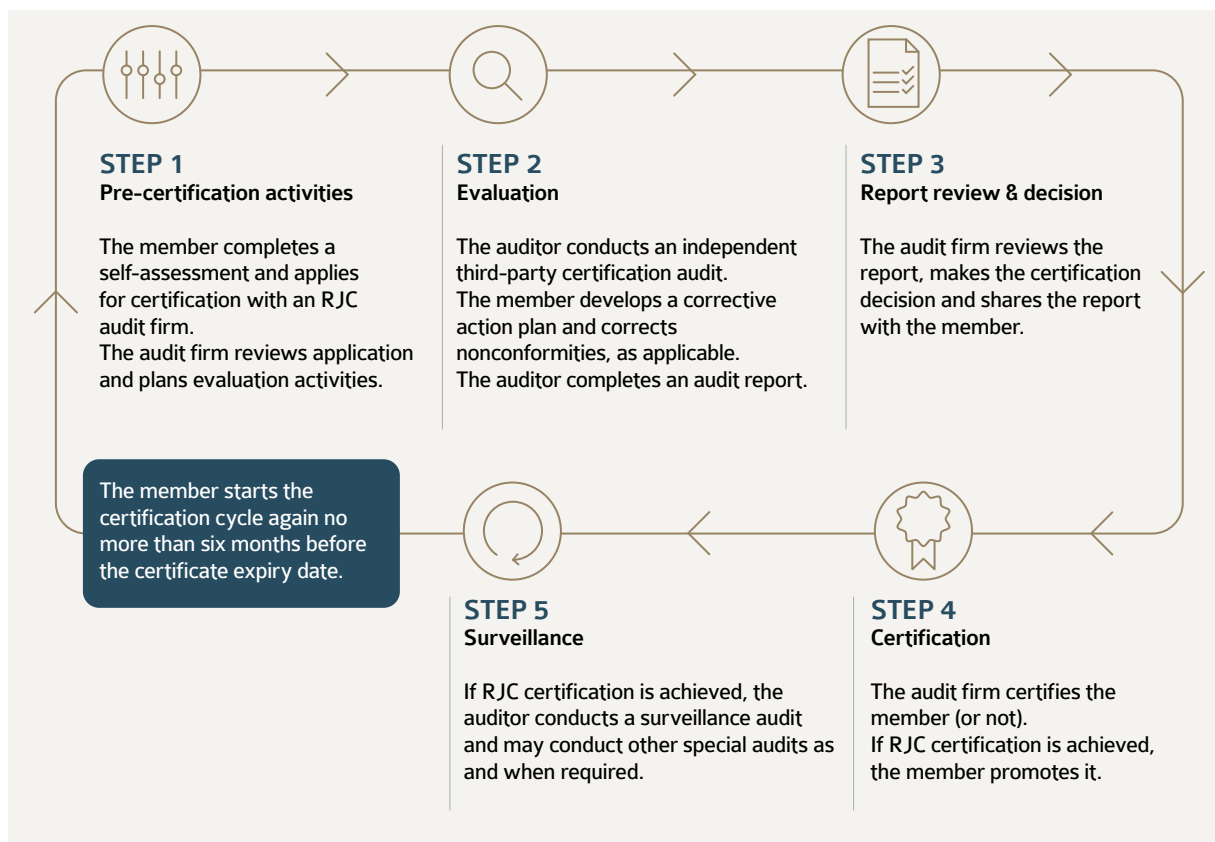 STEP 1
Pre-certification activities
The member completes a
self-assessment and applies
for certification with an RJC
audit firm.
The audit firm reviews application
and plans evaluation activities.
STEP 2
Evaluation
The auditor conducts an independent
third-party certification audit.
The member develops a corrective
action plan and corrects
nonconformities, as applicable.
The auditor completes an audit report.
STEP 3
Report review & decision
The audit firm reviews the
report, makes the certification
decision and shares the report
with the member.
STEP 4
Certification
The audit firm certifies the
member (or not).
If RJC certification is achieved,
the member promotes it.
STEP 5
Surveillance
If RJC certification is achieved, the
auditor conducts a surveillance audit
and may conduct other special audits as
and when required.
The member starts the
certification cycle again no
more than six months before
the certificate expiry date.